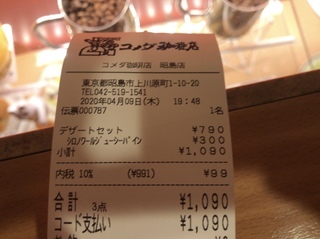 コメダ珈琲店
コメダ珈琲店 昭島店
東京都昭島市上川原町1-10-20
TEL042-519-1541
2020年04月09日(木) 19:48
伝票000787 1名
デザートセット ¥790
シロノワールジューシーパイン ¥300
小計 ¥1,090
内税 10% (¥991) ¥99
合計 3点 ¥1,090
コード支払い ¥1,090